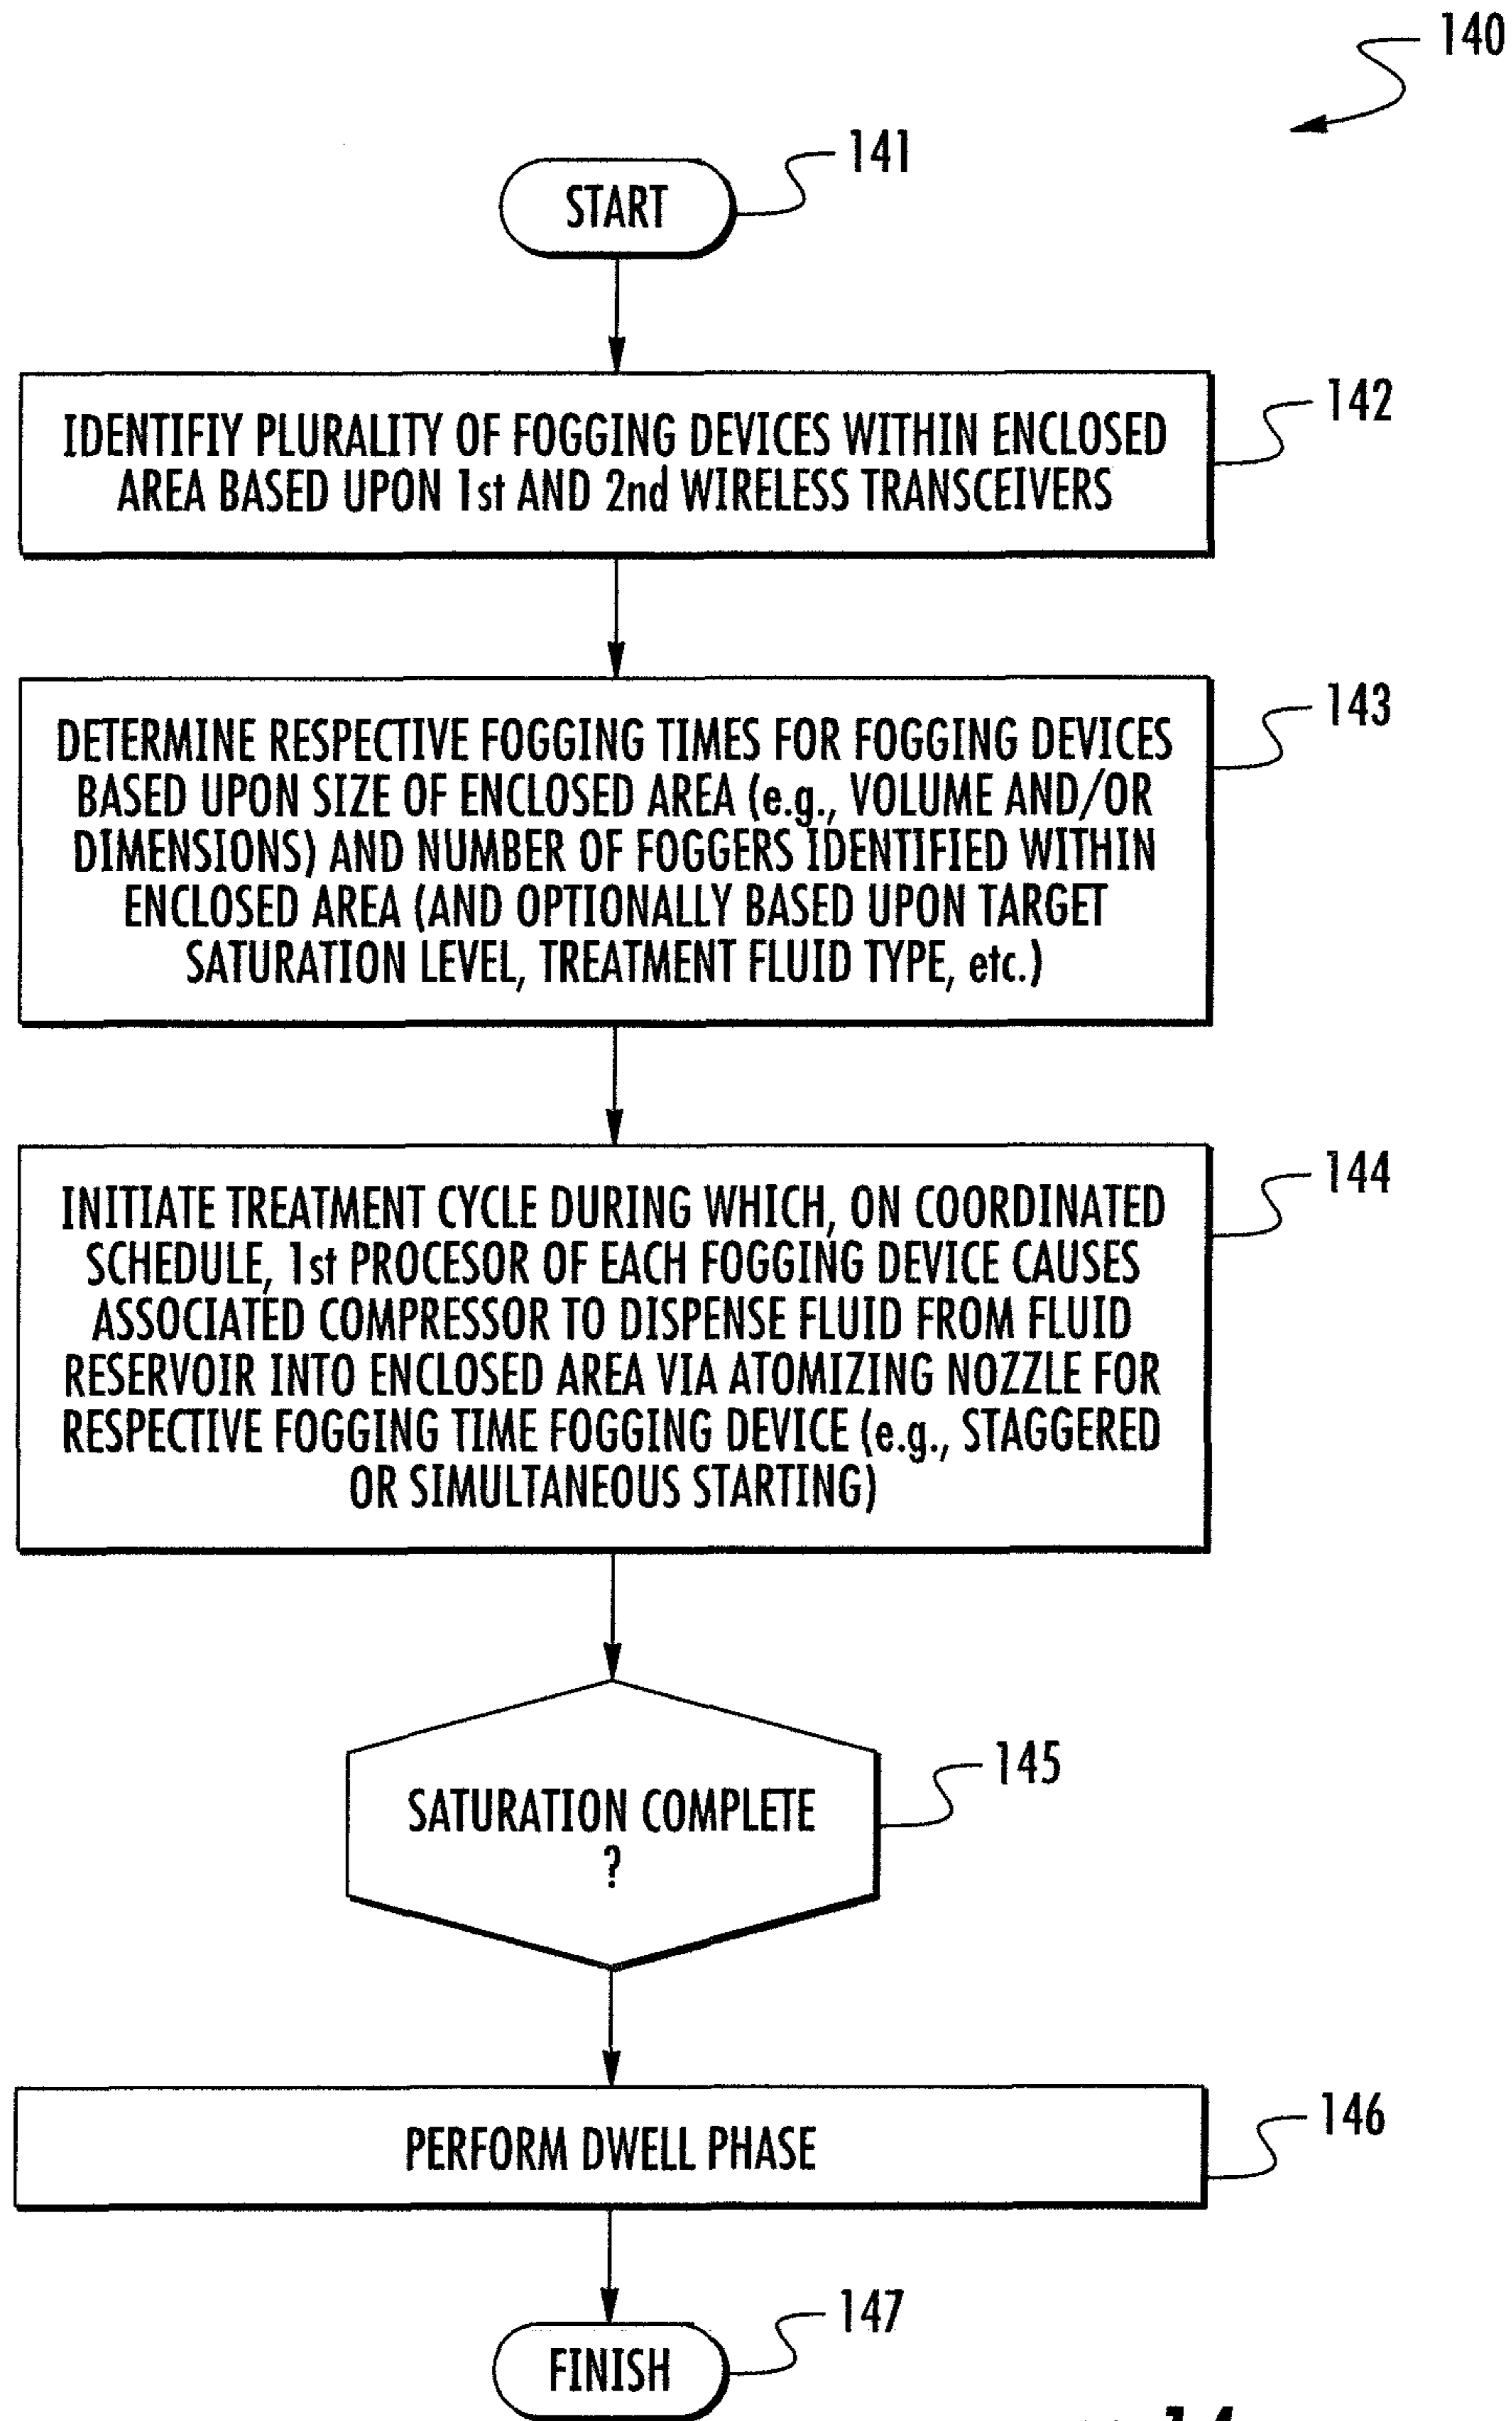 140
START
141
IDENTIFIY PLURALITY OF FOGGING DEVICES WITHIN ENCLOSED
AREA BASED UPON 1st AND 2nd WIRELESS TRANSCEIVERS
142
DETERMINE RESPECTIVE FOGGING TIMES FOR FOGGING DEVICES
BASED UPON SIZE OF ENCLOSED AREA (e.g., VOLUME AND/OR
DIMENSIONS) AND NUMBER OF FOGGERS IDENTIFIED WITHIN
ENCLOSED AREA (AND OPTIONALLY BASED UPON TARGET
SATURATION LEVEL, TREATMENT FLUID TYPE, etc.)
143
INITIATE TREATMENT CYCLE DURING WHICH, ON COORDINATED
SCHEDULE, 1st PROCESOR OF EACH FOGGING DEVICE CAUSES
ASSOCIATED COMPRESSOR TO DISPENSE FLUID FROM FLUID
RESERVOIR INTO ENCLOSED AREA VIA ATOMIZING NOZZLE FOR
RESPECTIVE FOGGING TIME FOGGING DEVICE (e.g., STAGGERED
OR SIMULTANEOUS STARTING)
144
SATURATION COMPLETE
?
145
PERFORM DWELL PHASE
146
FINISH
147